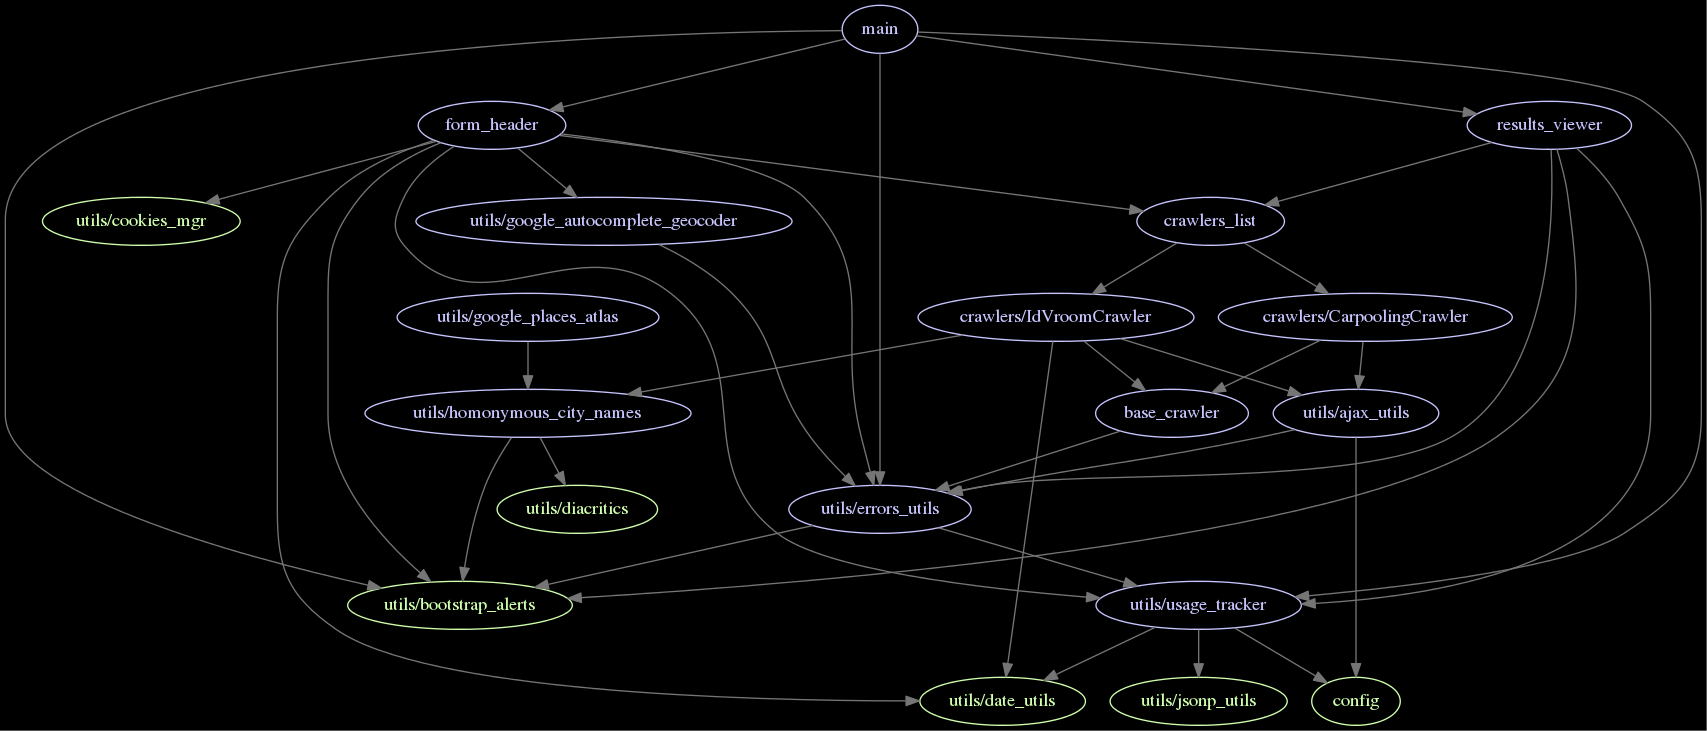 main
form_header
results_viewer
utils/cookies_mgr
utils/google_autocomplete_geocoder
crawlers_list
utils/google_places_atlas
crawlers/IdVroomCrawler
crawlers/CarpoolingCrawler
utils/homonymous_city_names
base_crawler
utils/ajax_utils
utils/diacritics
utils/errors_utils
utils/bootstrap_alerts
utils/usage_tracker
utils/date_utils
utils/jsonp_utils
config